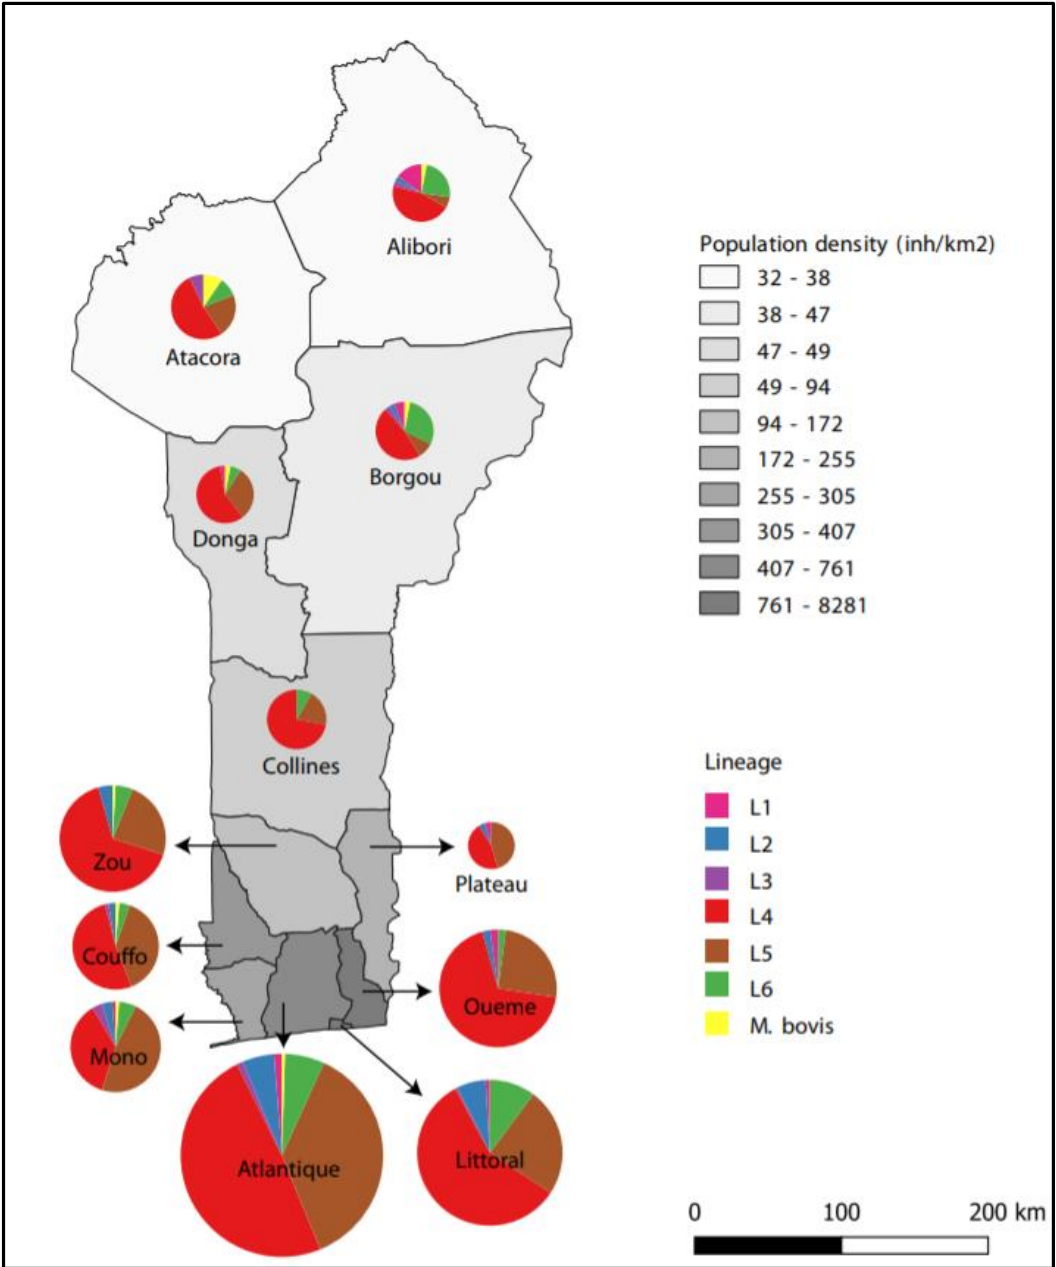 Alibori
Atacora
Borgou
Donga
Collines
Zou
Plateau
Couffo
Oueme
Mono
Atlantique
Littoral
Population density (inh/km2)
32 - 38
38 - 47
47 - 49
49 - 94
94 - 172
172 - 255
255 - 305
305 - 407
407 - 761
761 - 8281
Lineage
L1
L2
L3
L4
L5
L6
M. bovis
0 100 200 km